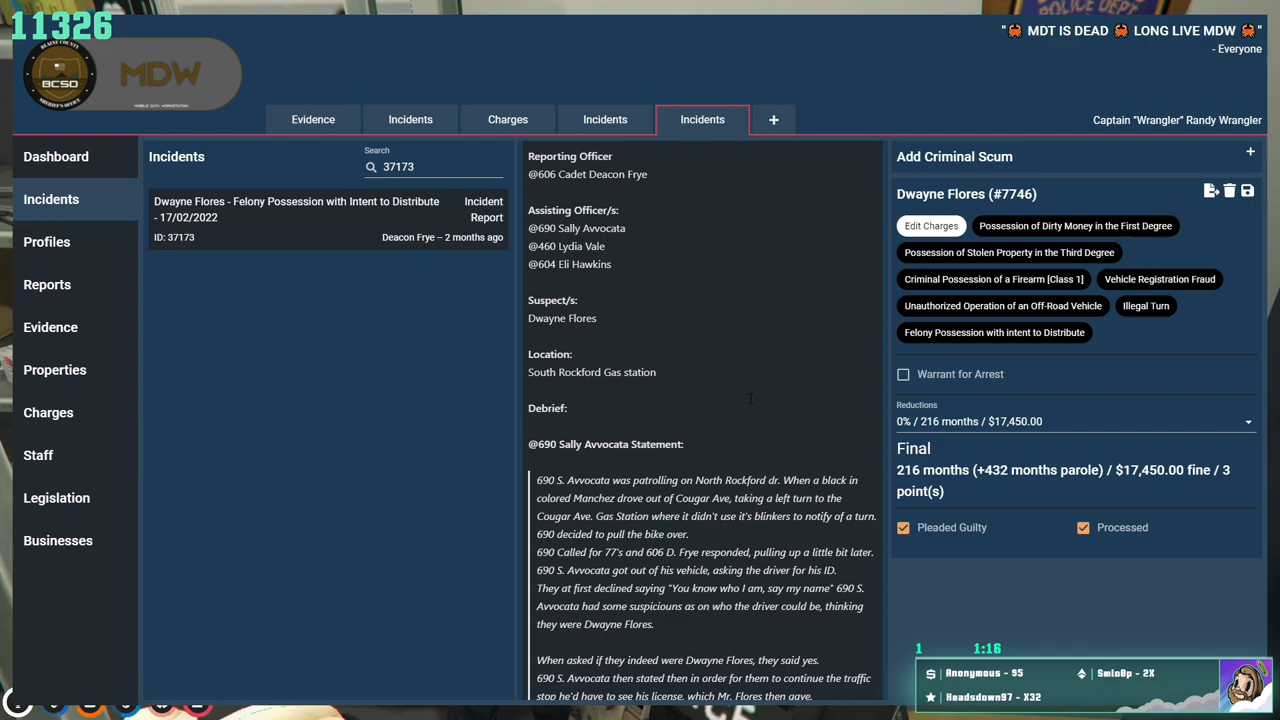 11326
POLICE DEPT
"🦀 MDT IS DEAD 🦀 LONG LIVE MDW 🦀"
- Everyone
BLAINE COUNTY
BCSO
SHERIFF'S OFFICE
MDW
MOBILE DATA WORKSTATION
Evidence
Incidents
Charges
Incidents
Incidents
+
Captain "Wrangler" Randy Wrangler
Dashboard
Incidents
Profiles
Reports
Evidence
Properties
Charges
Staff
Legislation
Businesses
Incidents
Search
37173
Dwayne Flores - Felony Possession with Intent to Distribute
- 17/02/2022
Incident
Report
ID: 37173
Deacon Frye – 2 months ago
Reporting Officer
@606 Cadet Deacon Frye
Assisting Officer/s:
@690 Sally Avvocata
@460 Lydia Vale
@604 Eli Hawkins
Suspect/s:
Dwayne Flores
Location:
South Rockford Gas station
Debrief:
@690 Sally Avvocata Statement:
690 S. Avvocata was patrolling on North Rockford dr. When a black in
colored Manchez drove out of Cougar Ave, taking a left turn to the
Cougar Ave. Gas Station where it didn't use it's blinkers to notify of a turn.
690 decided to pull the bike over.
690 Called for 77's and 606 D. Frye responded, pulling up a little bit later.
690 S. Avvocata got out of his vehicle, asking the driver for his ID.
They at first declined saying "You know who I am, say my name" 690 S.
Avvocata had some suspiciouns as on who the driver could be, thinking
they were Dwayne Flores.
When asked if they indeed were Dwayne Flores, they said yes.
690 S. Avvocata then stated then in order for them to continue the traffic
stop he'd have to see his license, which Mr. Flores then gave.
Add Criminal Scum
+
Dwayne Flores (#7746)
Edit Charges
Possession of Dirty Money in the First Degree
Possession of Stolen Property in the Third Degree
Criminal Possession of a Firearm [Class 1]
Vehicle Registration Fraud
Unauthorized Operation of an Off-Road Vehicle
Illegal Turn
Felony Possession with intent to Distribute
Warrant for Arrest
Reductions
0% / 216 months / $17,450.00
Final
216 months (+432 months parole) / $17,450.00 fine / 3
point(s)
Pleaded Guilty
Processed
1
1:16
Anonymous - 95
Smlo8p - 2X
Headsdown97 - X32